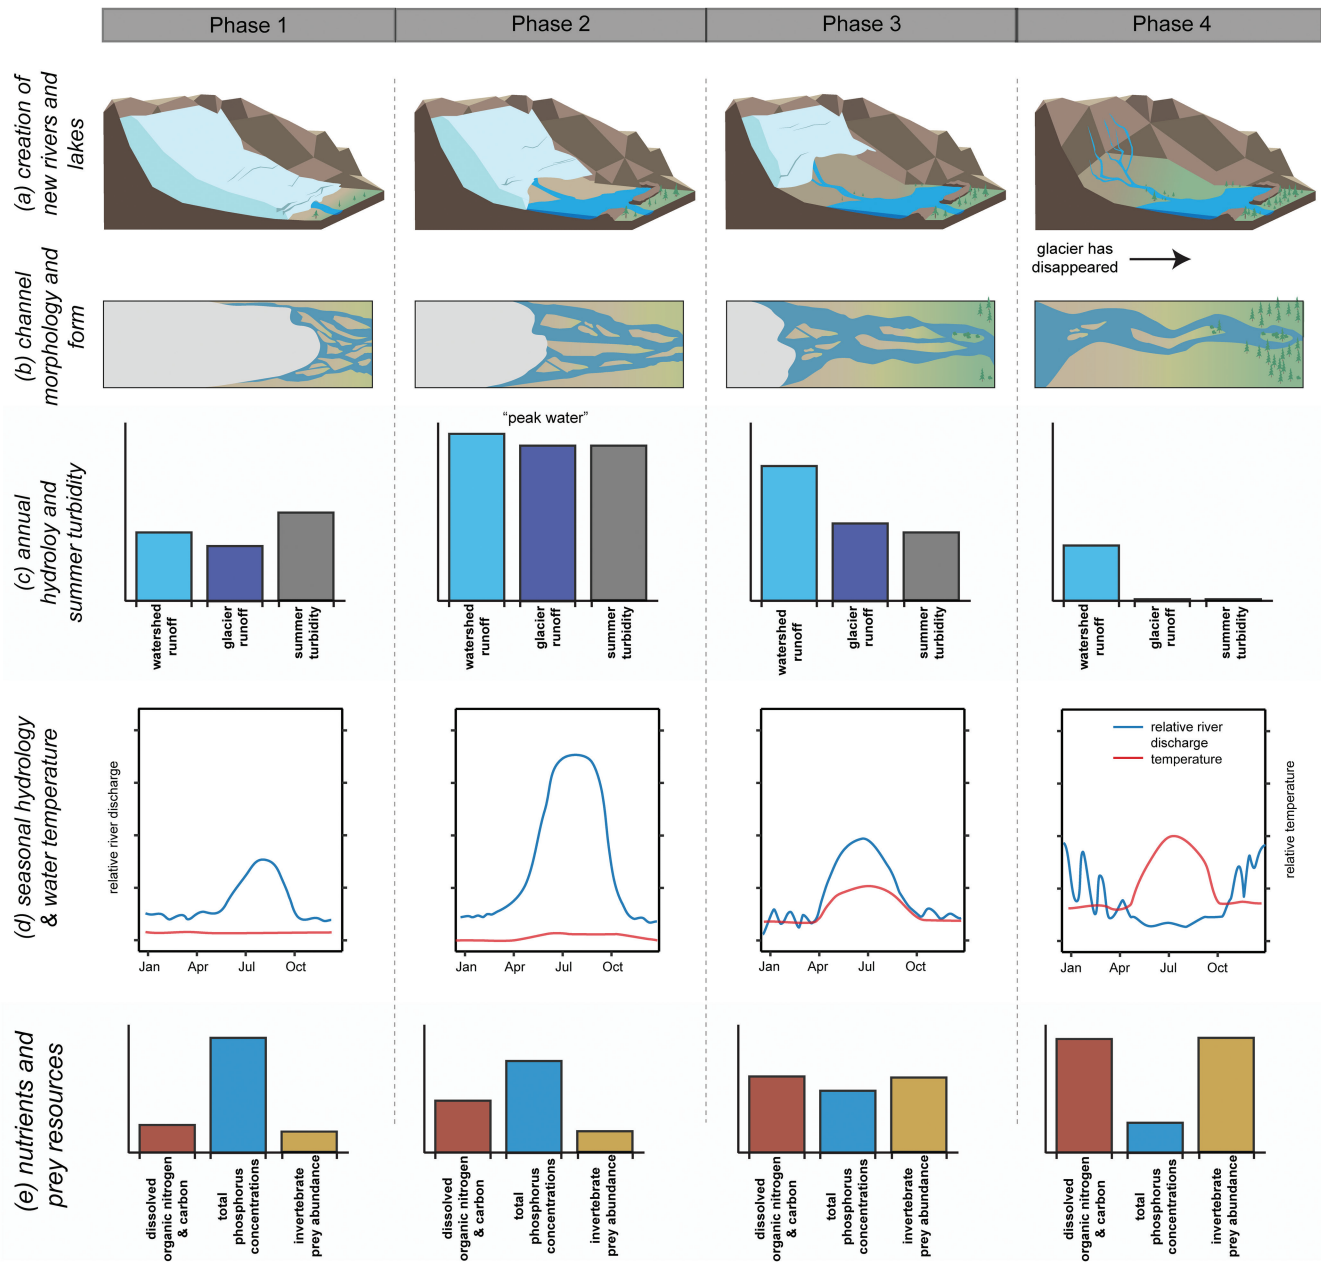 Phase 1
Phase 2
Phase 3
Phase 4
(a) creation of
new rivers and
lakes
glacier has
disappeared
(b) channel
morphology and
form
(c) annual
hydroloy and
summer turbidity
"peak water"
watershed
runoff
glacier
runoff
summer
turbidity
watershed
runoff
glacier
runoff
summer
turbidity
watershed
runoff
glacier
runoff
summer
turbidity
watershed
runoff
glacier
runoff
summer
turbidity
(d) seasonal hydrology
& water temperature
relative river discharge
Jan Apr Jul Oct
Jan Apr Jul Oct
Jan Apr Jul Oct
relative river
discharge
temperature
Jan Apr Jul Oct
relative temperature
(e) nutrients and
prey resources
dissolved
organic nitrogen
& carbon
total
phosphorus
concentrations
invertebrate
prey abundance
dissolved
organic nitrogen
& carbon
total
phosphorus
concentrations
invertebrate
prey abundance
dissolved
organic nitrogen
& carbon
total
phosphorus
concentrations
invertebrate
prey abundance
dissolved
organic nitrogen
& carbon
total
phosphorus
concentrations
invertebrate
prey abundance